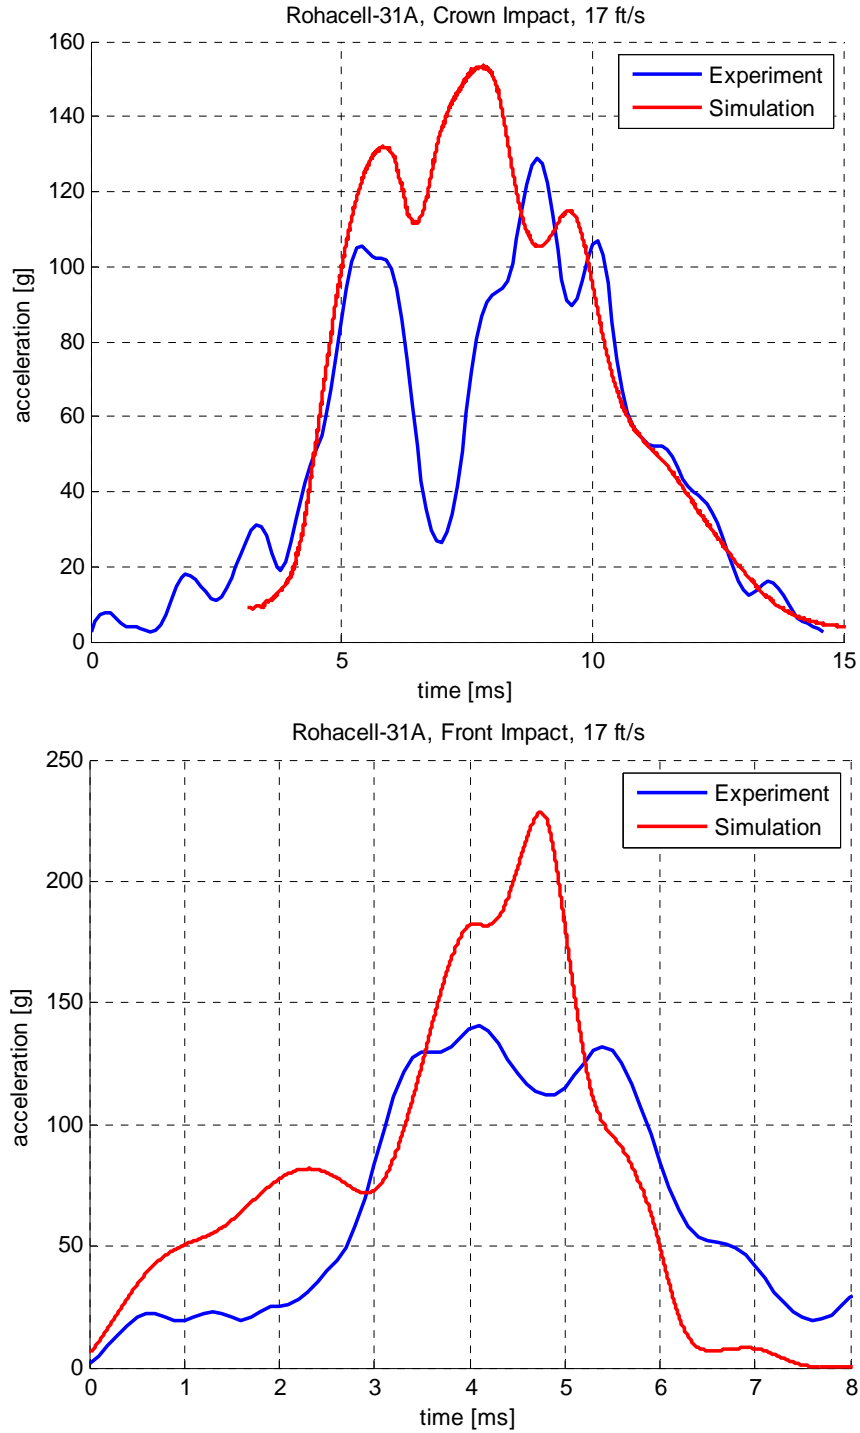 Rohacell-31A, Crown Impact, 17 ft/s
160
140
120
100
80
60
40
20
0
acceleration [g]
Experiment
Simulation
0 5 10 15
time [ms]
Rohacell-31A, Front Impact, 17 ft/s
250
200
150
100
50
0
acceleration [g]
Experiment
Simulation
0 1 2 3 4 5 6 7 8
time [ms]